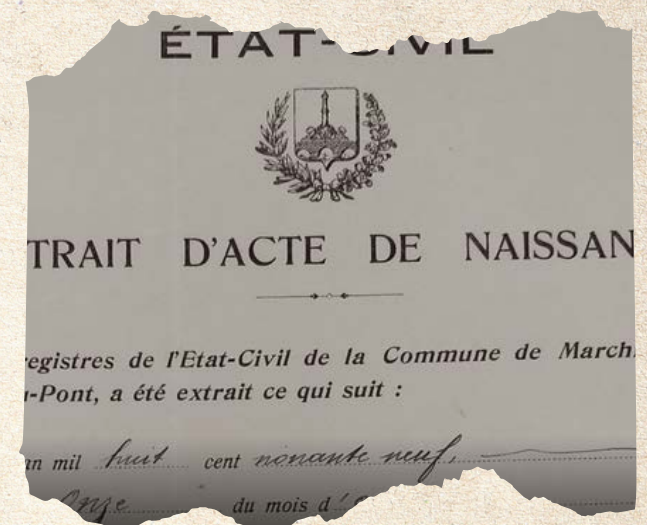 ÉTAT-CIVIL
TRAIT D'ACTE DE NAISSAN
egistres de l'Etat-Civil de la Commune de March
-Pont, a été extrait ce qui suit :
an mil huit cent nonante neuf,
Onze du mois d'